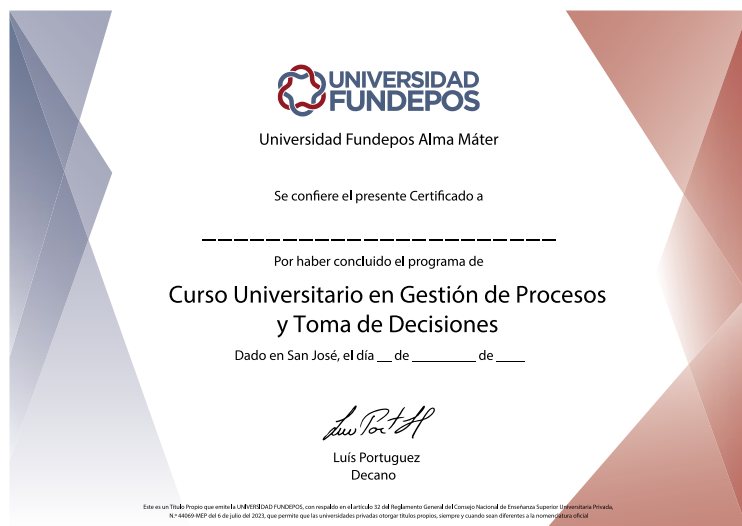 UNIVERSIDAD
FUNDEPOS
Universidad Fundepos Alma Máter
Se confiere el presente Certificado a
_ _ _ _ _ _ _ _ _ _ _ _ _ _ _ _ _ _ _ _ _ _
Por haber concluido el programa de
Curso Universitario en Gestión de Procesos
y Toma de Decisiones
Dado en San José, el día __ de _________ de ____
Luís Portuguez
Decano
Este es un Título Propio que emite la UNIVERSIDAD FUNDEPOS, con respaldo en el artículo 32 del Reglamento General del Consejo Nacional de Enseñanza Superior Universitaria Privada,
N.º 44069-MEP del 6 de julio del 2023, que permite que las universidades privadas otorgar títulos propios, siempre y cuando sean diferentes a la nomenclatura oficial